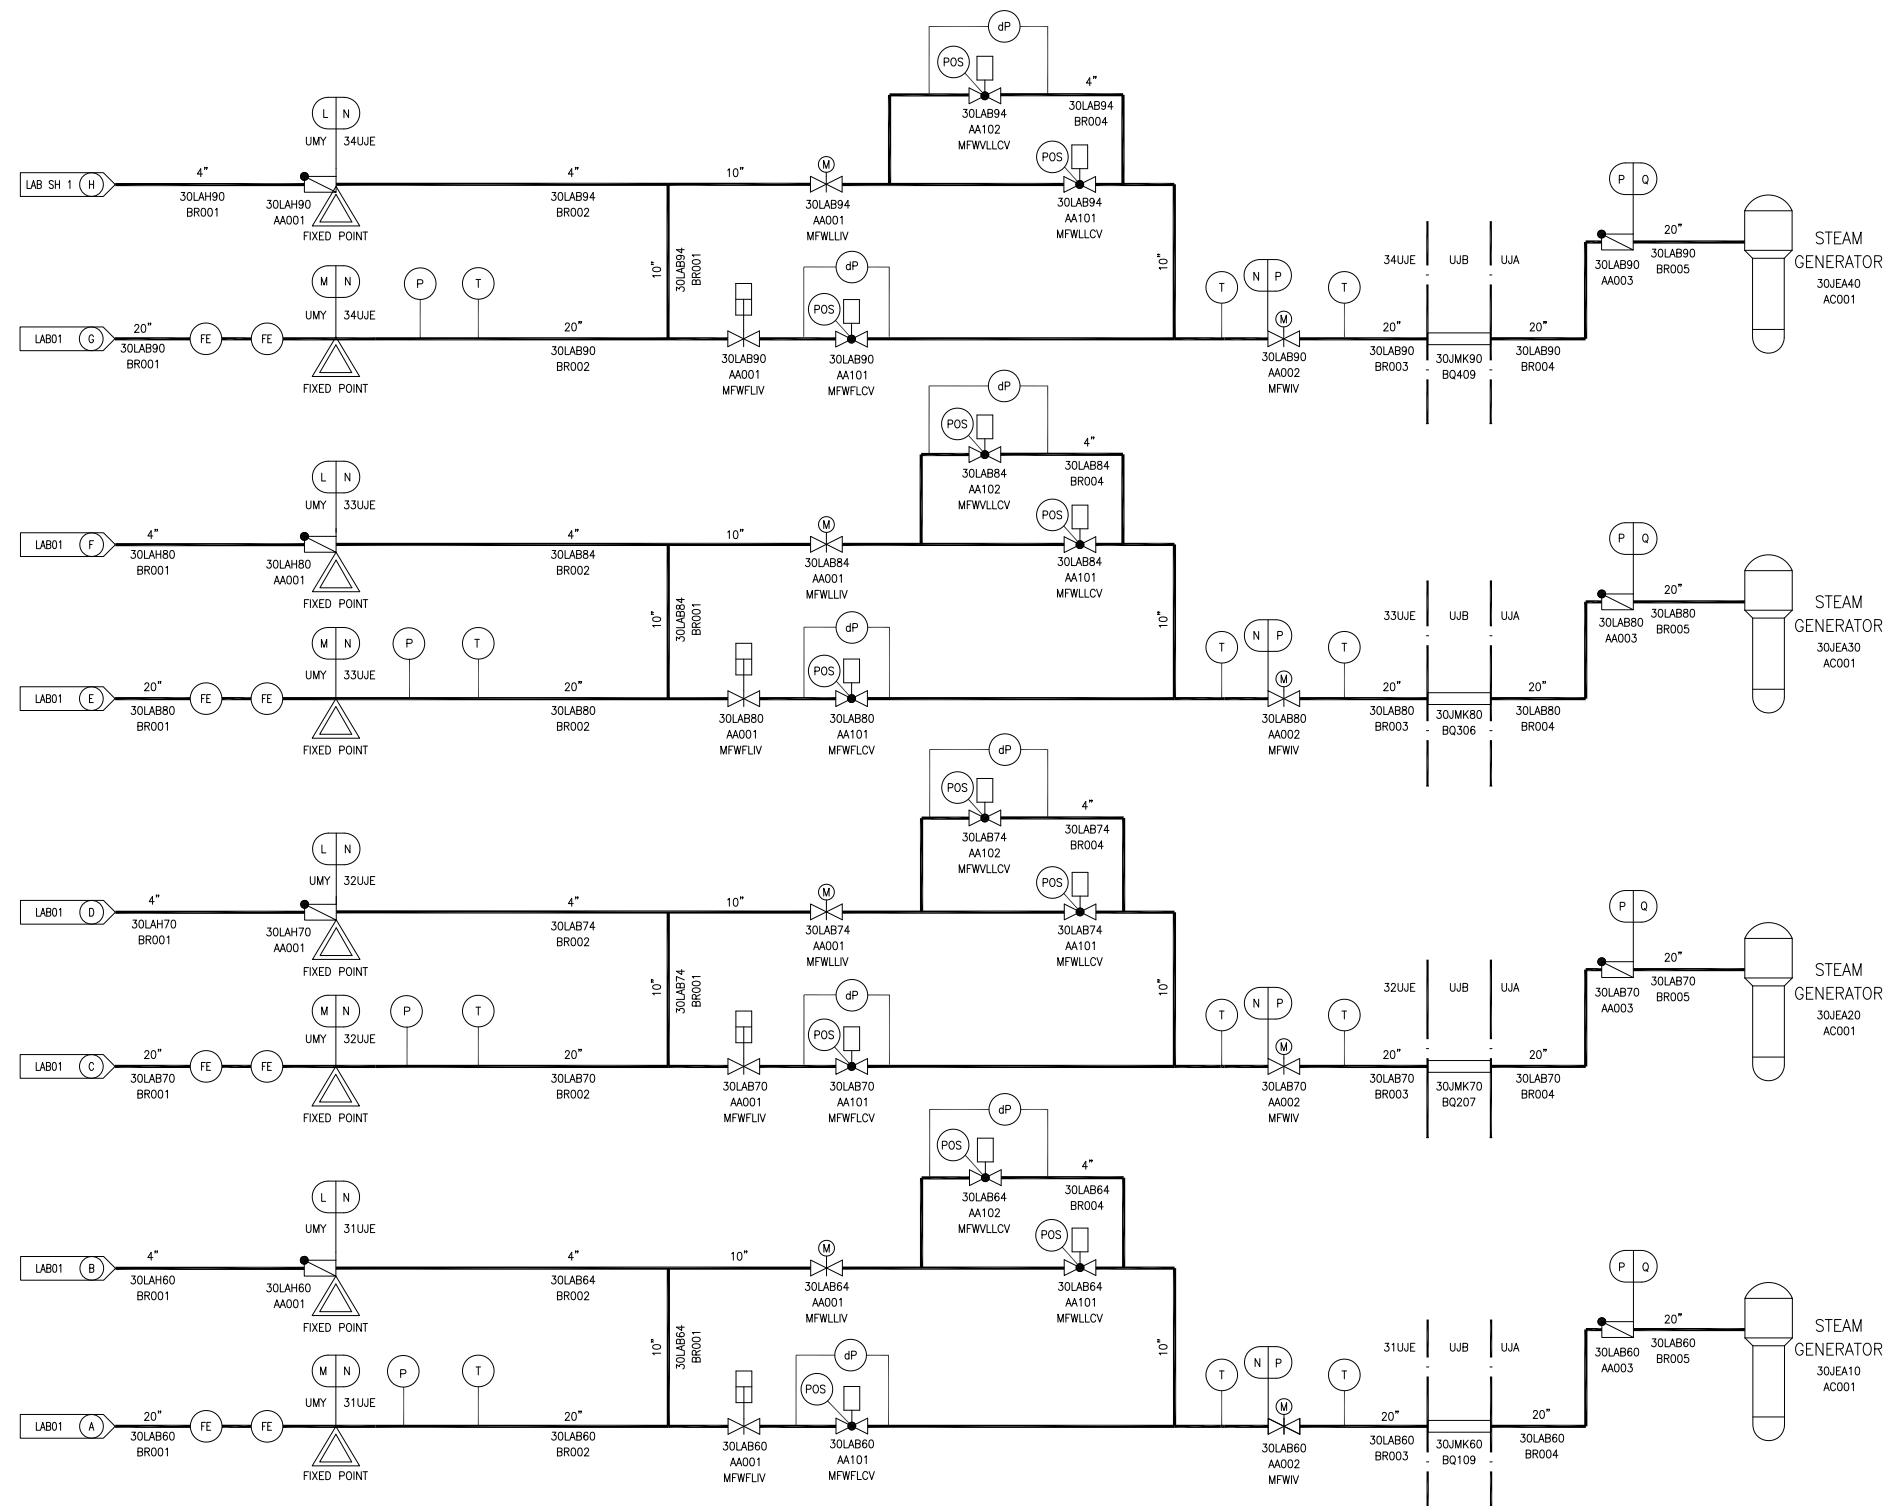 dP
POS
4”
30LAB94
BR004
30LAB94
AA102
MFWVLLCV
L N
UMY 34UJE
POS
M
P Q
LAB SH 1 H
4”
30LAH90
BR001
30LAH90
AA001
FIXED POINT
4”
30LAB94
BR002
10”
30LAB94
AA001
MFWLLIV
30LAB94
AA101
MFWLLCV
10”
30LAB94
BR001
10”
M N
UMY 34UJE
P
T
dP
POS
T
N P
M
T
34UJE UJB UJA
30LAB90
AA003
20”
30LAB90
BR005
STEAM
GENERATOR
30JEA40
AC001
LAB01 G
20”
30LAB90
BR001
FE
FE
FIXED POINT
20”
30LAB90
BR002
30LAB90
AA001
MFWFLIV
30LAB90
AA101
MFWFLCV
30LAB90
AA002
MFWIV
20”
30LAB90
BR003
30JMK90
BQ409
20”
30LAB90
BR004
dP
POS
4”
30LAB84
BR004
30LAB84
AA102
MFWVLLCV
L N
UMY 33UJE
POS
M
P Q
LAB01 F
4”
30LAH80
BR001
30LAH80
AA001
FIXED POINT
4”
30LAB84
BR002
10”
30LAB84
AA001
MFWLLIV
30LAB84
AA101
MFWLLCV
10”
30LAB84
BR001
10”
M N
UMY 33UJE
P
T
dP
POS
T
N P
M
T
33UJE UJB UJA
30LAB80
AA003
20”
30LAB80
BR005
STEAM
GENERATOR
30JEA30
AC001
LAB01 E
20”
30LAB80
BR001
FE
FE
FIXED POINT
20”
30LAB80
BR002
30LAB80
AA001
MFWFLIV
30LAB80
AA101
MFWFLCV
30LAB80
AA002
MFWIV
20”
30LAB80
BR003
30JMK80
BQ306
20”
30LAB80
BR004
dP
POS
4”
30LAB74
BR004
30LAB74
AA102
MFWVLLCV
L N
UMY 32UJE
POS
M
P Q
LAB01 D
4”
30LAH70
BR001
30LAH70
AA001
FIXED POINT
4”
30LAB74
BR002
10”
30LAB74
AA001
MFWLLIV
30LAB74
AA101
MFWLLCV
10”
30LAB74
BR001
10”
M N
UMY 32UJE
P
T
dP
POS
T
N P
M
T
32UJE UJB UJA
30LAB70
AA003
20”
30LAB70
BR005
STEAM
GENERATOR
30JEA20
AC001
LAB01 C
20”
30LAB70
BR001
FE
FE
FIXED POINT
20”
30LAB70
BR002
30LAB70
AA001
MFWFLIV
30LAB70
AA101
MFWFLCV
30LAB70
AA002
MFWIV
20”
30LAB70
BR003
30JMK70
BQ207
20”
30LAB70
BR004
dP
POS
4”
30LAB64
BR004
30LAB64
AA102
MFWVLLCV
L N
UMY 31UJE
POS
M
P Q
LAB01 B
4”
30LAH60
BR001
30LAH60
AA001
FIXED POINT
4”
30LAB64
BR002
10”
30LAB64
AA001
MFWLLIV
30LAB64
AA101
MFWLLCV
10”
30LAB64
BR001
10”
M N
UMY 31UJE
P
T
dP
POS
T
N P
M
T
31UJE UJB UJA
30LAB60
AA003
20”
30LAB60
BR005
STEAM
GENERATOR
30JEA10
AC001
LAB01 A
20”
30LAB60
BR001
FE
FE
FIXED POINT
20”
30LAB60
BR002
30LAB60
AA001
MFWFLIV
30LAB60
AA101
MFWFLCV
30LAB60
AA002
MFWIV
20”
30LAB60
BR003
30JMK60
BQ109
20”
30LAB60
BR004